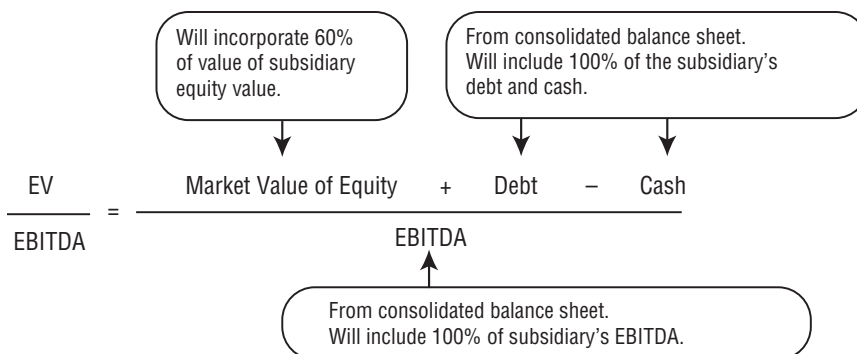 Will incorporate 60%
of value of subsidiary
equity value.
From consolidated balance sheet.
Will include 100% of the subsidiary’s
debt and cash.
EV
EBITDA
=
Market Value of Equity + Debt – Cash
EBITDA
From consolidated balance sheet.
Will include 100% of subsidiary’s EBITDA.